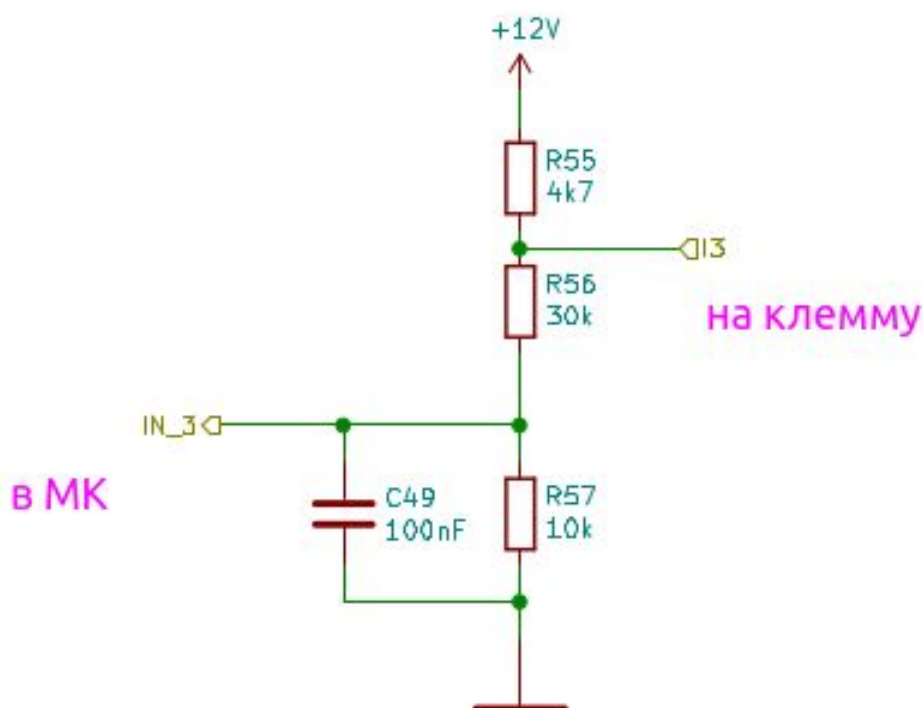 +12V
R55
4k7
I3
R56
30k
на клемму
IN_3
в МК
C49
100nF
R57
10k